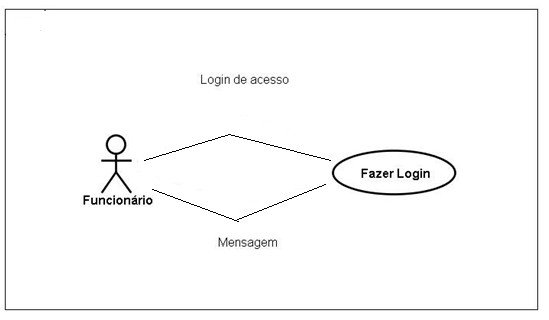 Login de acesso
Fazer Login
Funcionário
Mensagem